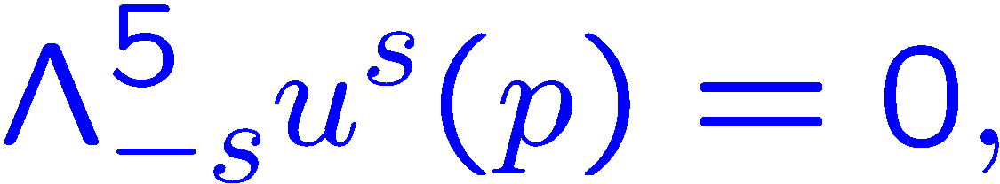 Λ^5_{-s} u^s(p) = 0,